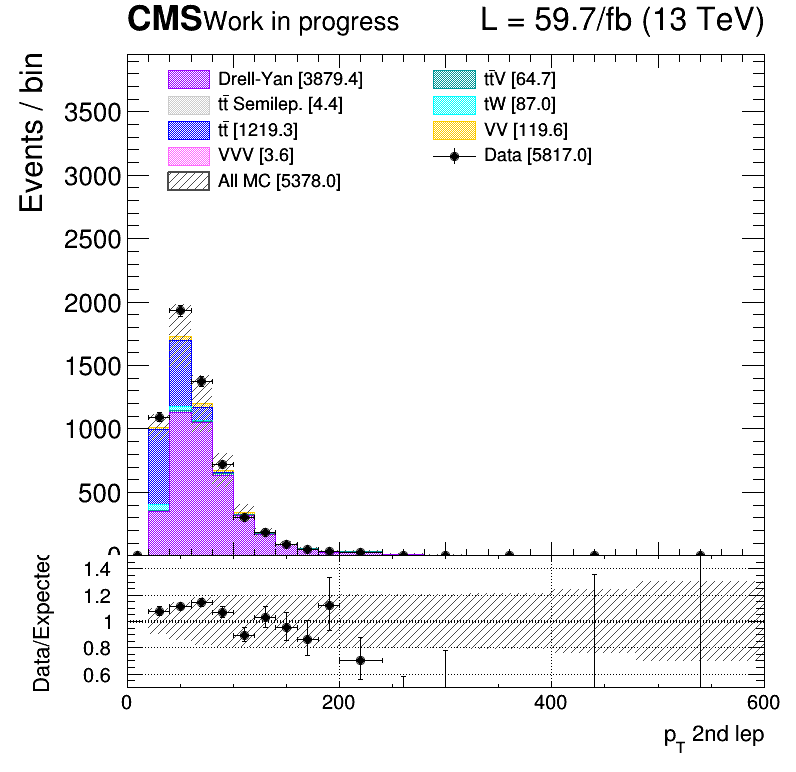 CMS Work in progress L = 59.7/fb (13 TeV)
Events / bin
Drell-Yan [3879.4]
tt̄ Semilep. [4.4]
tt̄ [1219.3]
VVV [3.6]
All MC [5378.0]
tt̄V [64.7]
tW [87.0]
VV [119.6]
Data [5817.0]
3500
3000
2500
2000
1500
1000
500
0
Data/Expected
1.4
1.2
1
0.8
0.6
0 200 400 600
p_T 2nd lep